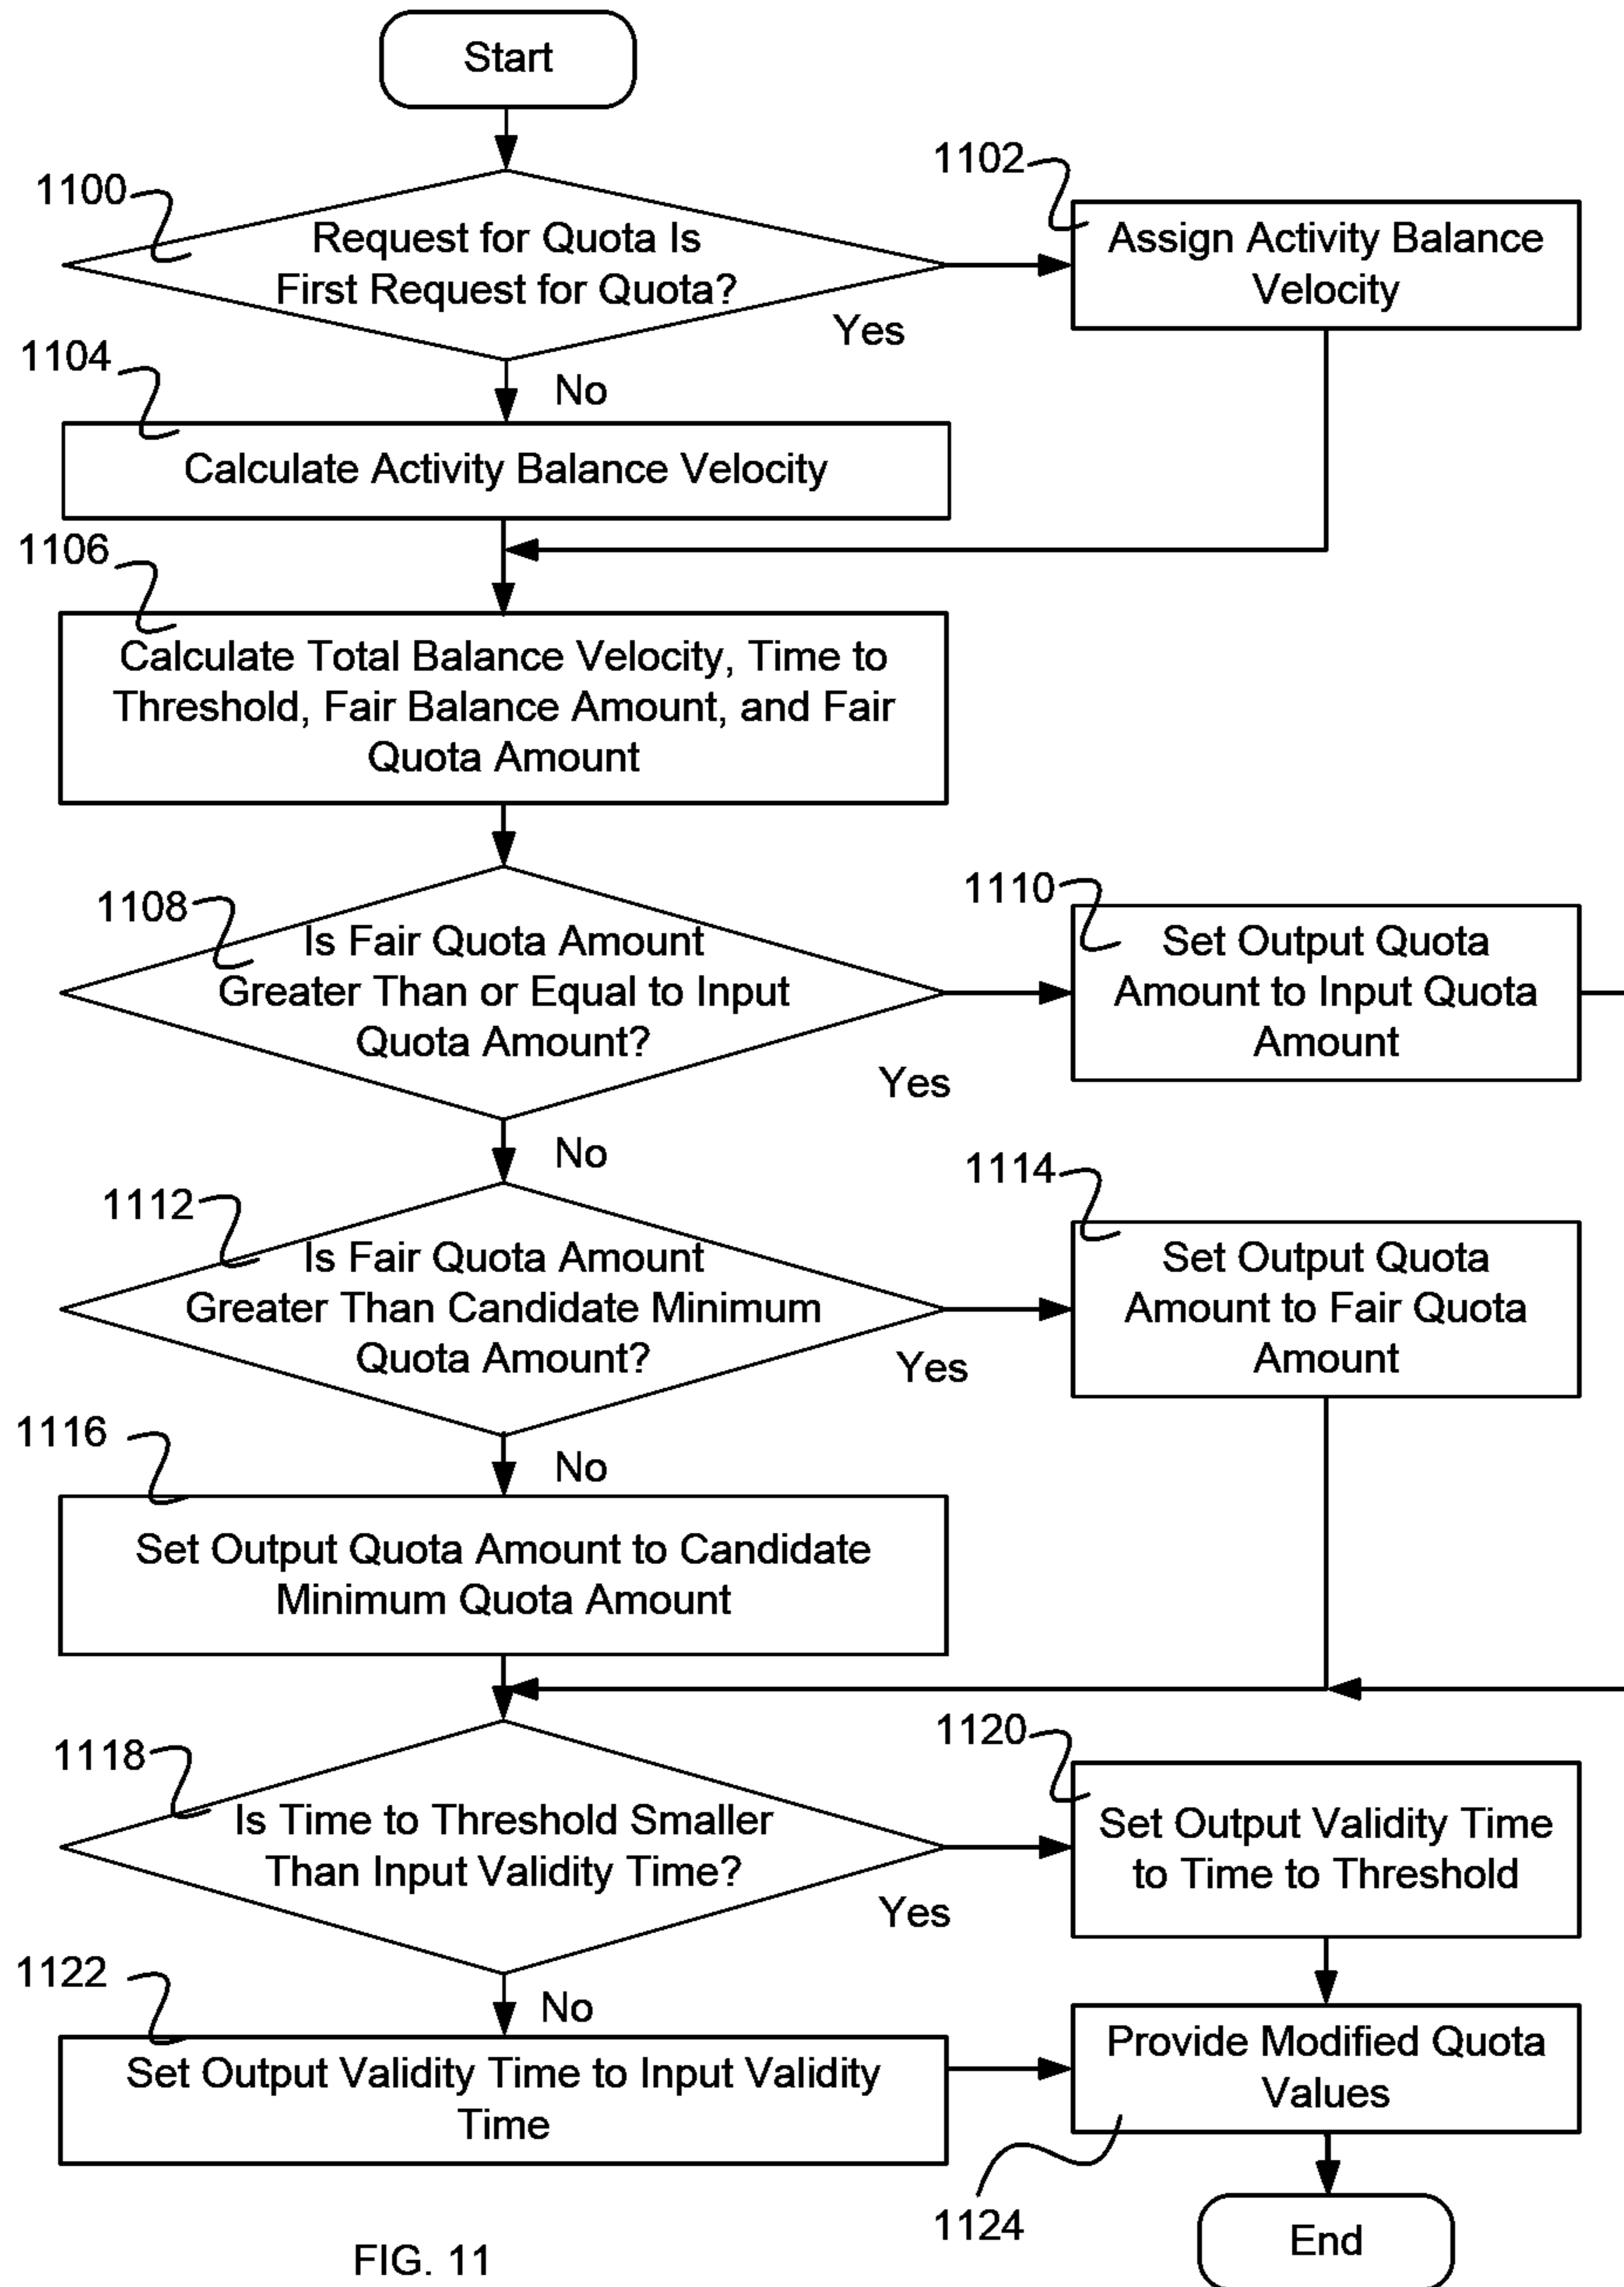 Start
1100
Request for Quota Is
First Request for Quota?
Yes
1102
Assign Activity Balance
Velocity
No
1104
Calculate Activity Balance Velocity
1106
Calculate Total Balance Velocity, Time to
Threshold, Fair Balance Amount, and Fair
Quota Amount
1108
Is Fair Quota Amount
Greater Than or Equal to Input
Quota Amount?
Yes
1110
Set Output Quota
Amount to Input Quota
Amount
No
1112
Is Fair Quota Amount
Greater Than Candidate Minimum
Quota Amount?
Yes
1114
Set Output Quota
Amount to Fair Quota
Amount
No
1116
Set Output Quota Amount to Candidate
Minimum Quota Amount
1118
Is Time to Threshold Smaller
Than Input Validity Time?
Yes
1120
Set Output Validity Time
to Time to Threshold
No
1122
Set Output Validity Time to Input Validity
Time
Provide Modified Quota
Values
1124
End
FIG. 11